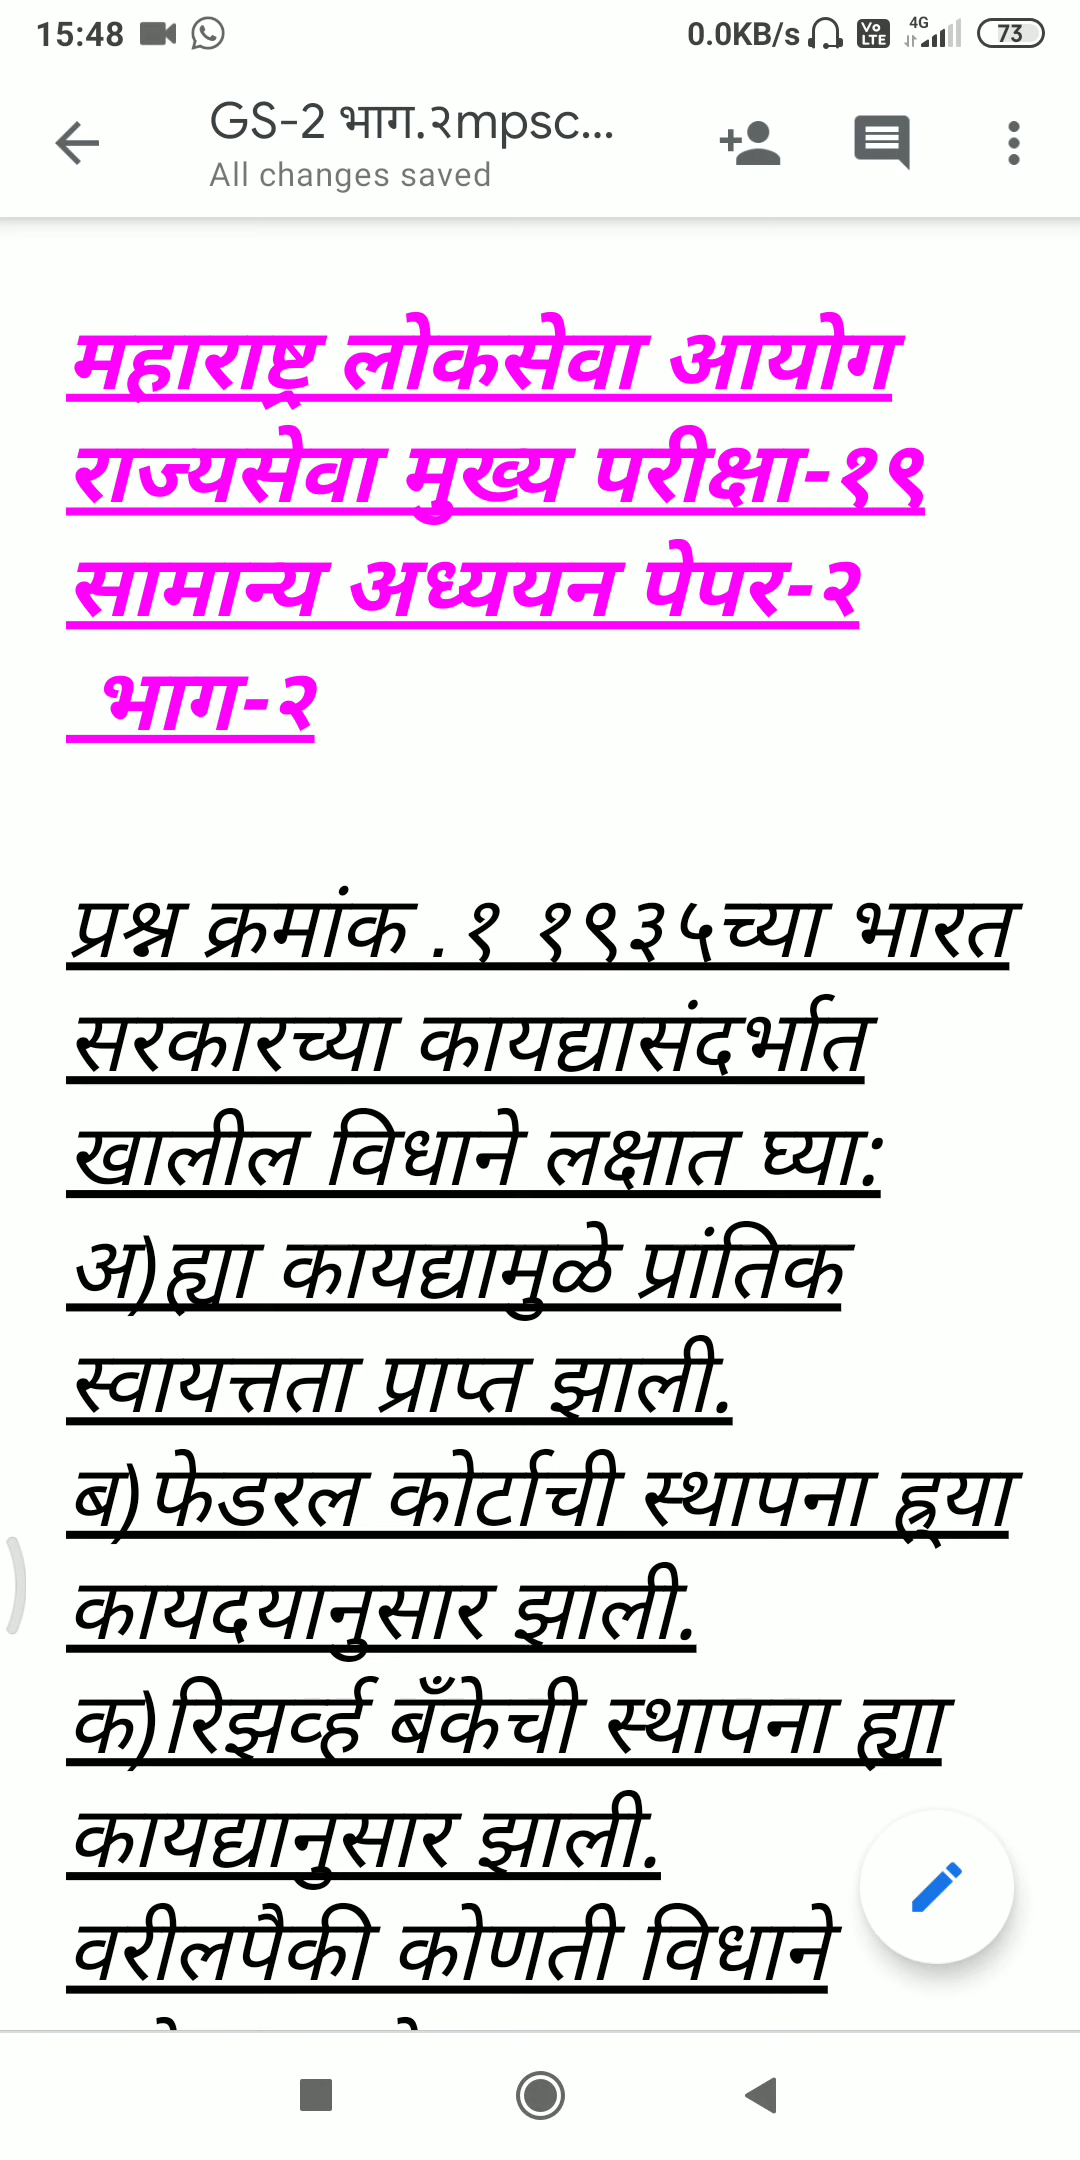 15:48 0.0KB/s Vo LTE 4G 73
GS-2 भाग.२mpsc...
All changes saved
महाराष्ट्र लोकसेवा आयोग
राज्यसेवा मुख्य परीक्षा-१९
सामान्य अध्ययन पेपर-२
भाग-२
प्रश्न क्रमांक .१ १९३५च्या भारत
सरकारच्या कायद्यासंदर्भात
खालील विधाने लक्षात घ्या:
अ)ह्या कायद्यामुळे प्रांतिक
स्वायत्तता प्राप्त झाली.
ब)फेडरल कोर्टाची स्थापना ह्र्या
कायदयानुसार झाली.
क)रिझर्व्ह बँकेची स्थापना ह्या
कायद्यानुसार झाली.
वरीलपैकी कोणती विधाने